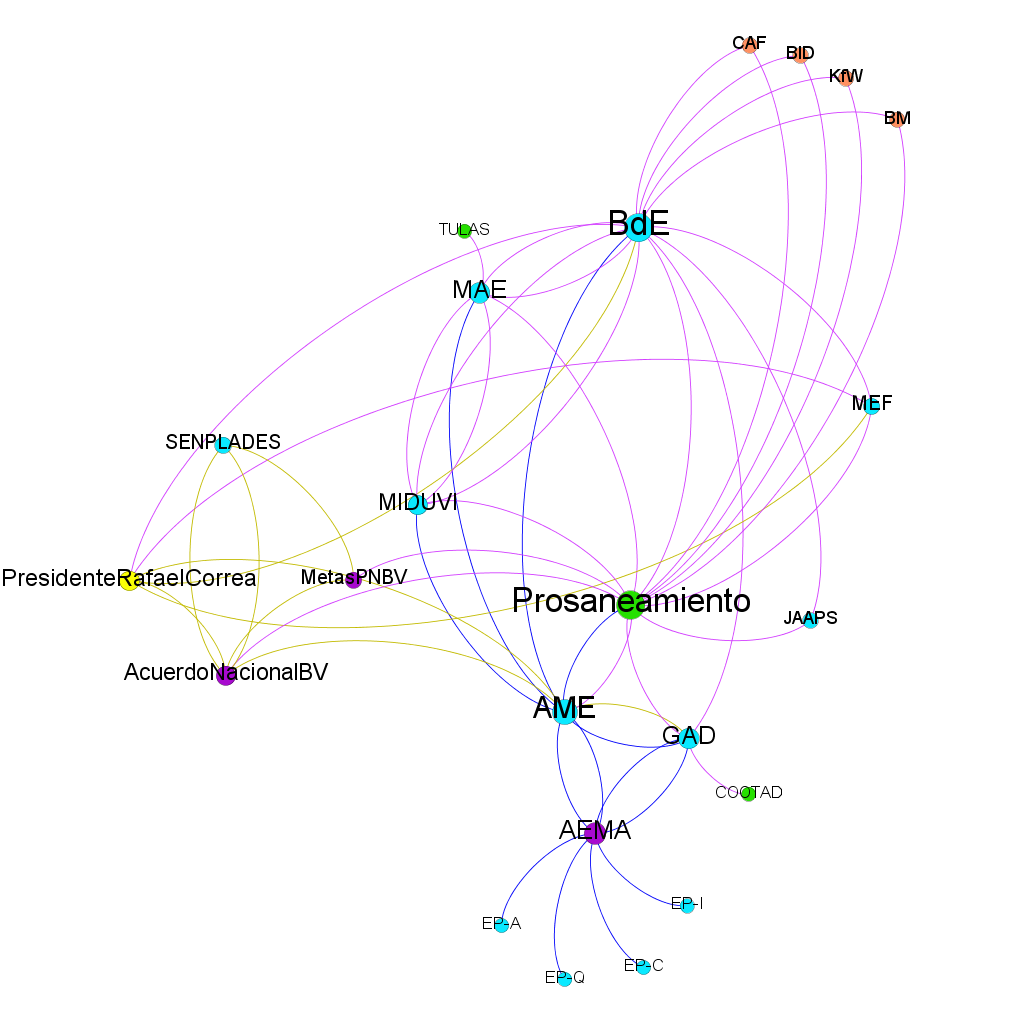 CAF
BID
KfW
BM
BdE
TULAS
MAE
MEF
SENPLADES
MIDUVI
PresidenteRafaelCorrea
MetasPNBV
Prosaneamiento
JAAPS
AcuerdoNacionalBV
AME
GAD
COOTAD
AEMA
EP-I
EP-A
EP-C
EP-Q